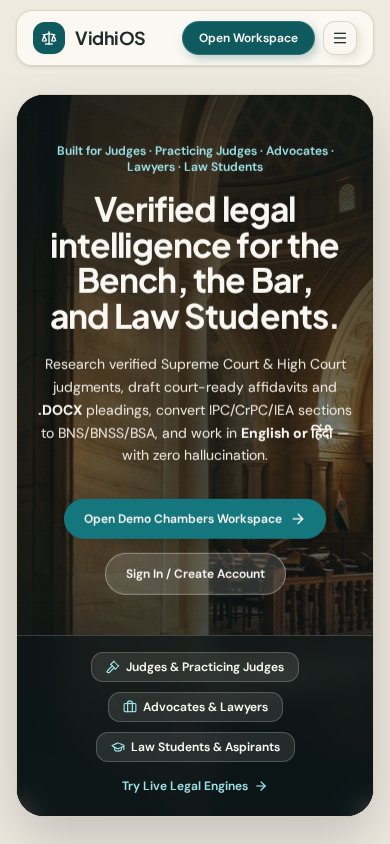 VidhiOS
Open Workspace
Built for Judges · Practicing Judges · Advocates ·
Lawyers · Law Students
Verified legal
intelligence for the
Bench, the Bar,
and Law Students.
Research verified Supreme Court & High Court
judgments, draft court-ready affidavits and
.DOCX pleadings, convert IPC/CrPC/IEA sections
to BNS/BNSS/BSA, and work in English or हिंदी —
with zero hallucination.
Open Demo Chambers Workspace →
Sign In / Create Account
Judges & Practicing Judges
Advocates & Lawyers
Law Students & Aspirants
Try Live Legal Engines →